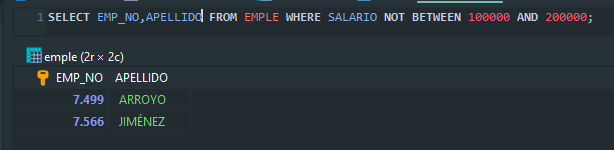 1 SELECT EMP_NO,APELLIDO FROM EMPLE WHERE SALARIO NOT BETWEEN 100000 AND 200000;
emple (2r × 2c)
EMP_NO APELLIDO
7.499 ARROYO
7.566 JIMÉNEZ